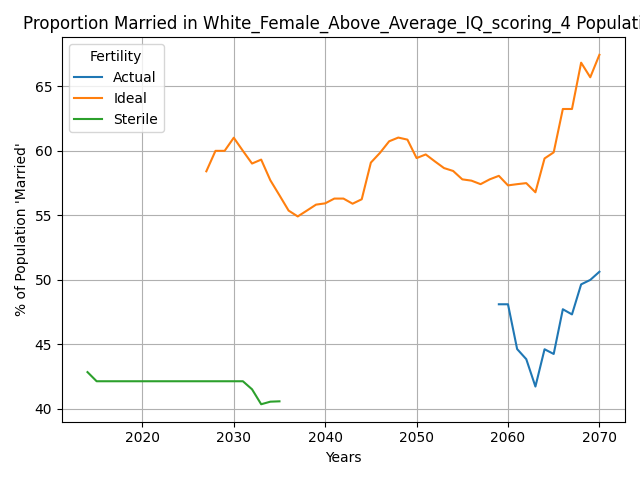 Proportion Married in White_Female_Above_Average_IQ_scoring_4 Populati
Fertility
Actual
Ideal
Sterile
% of Population 'Married'
65
60
55
50
45
40
2020 2030 2040 2050 2060 2070
Years